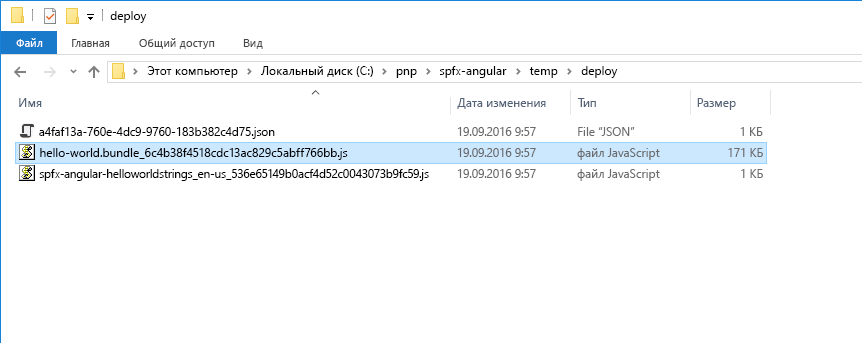 deploy
Файл Главная Общий доступ Вид
Этот компьютер › Локальный диск (C:) › pnp › spfx-angular › temp › deploy
Имя Дата изменения Тип Размер
a4faf13a-760e-4dc9-9760-183b382c4d75.json 19.09.2016 9:57 File "JSON" 1 КБ
hello-world.bundle_6c4b38f4518cdc13ac829c5abff766bb.js 19.09.2016 9:57 файл JavaScript 171 КБ
spfx-angular-helloworldstrings_en-us_536e65149b0acf4d52c0043073b9fc59.js 19.09.2016 9:57 файл JavaScript 1 КБ